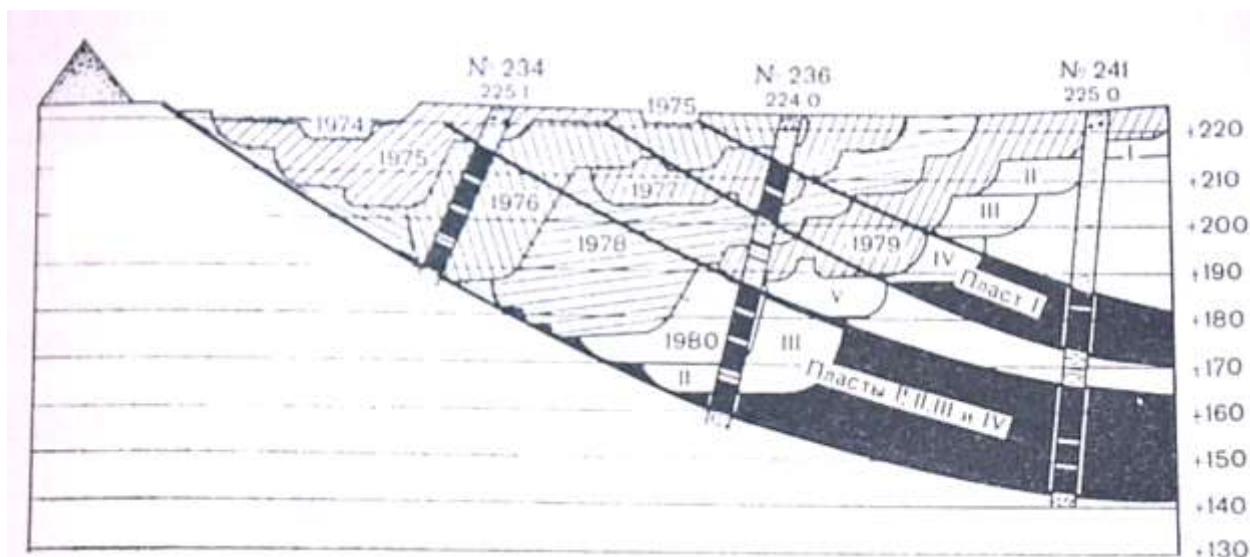 № 234
225.1
№ 236
224.0
№ 241
225.0
1974
1975
1975
1976
1977
1978
1979
1980
I
II
III
IV
V
III
II
Пласт I
Пласты I', II, III и IV
+220
+210
+200
+190
+180
+170
+160
+150
+140
+130